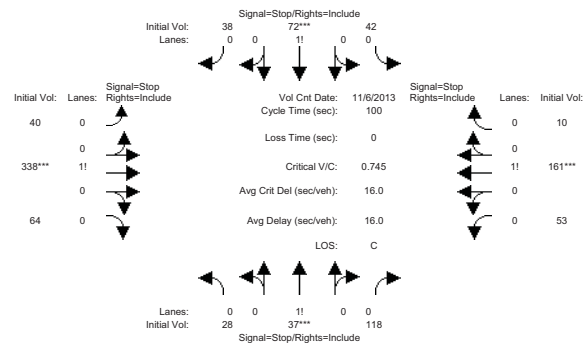 Signal=Stop/Rights=Include
Initial Vol: 38 72*** 42
Lanes: 0 0 1! 0 0
Signal=Stop
Initial Vol: Lanes: Rights=Include
Vol Cnt Date: 11/6/2013
Signal=Stop
Rights=Include Lanes: Initial Vol:
Cycle Time (sec): 100
40 0
0 10
Loss Time (sec): 0
0
0
338*** 1!
Critical V/C: 0.745
1! 161***
0
Avg Crit Del (sec/veh): 16.0
0
64 0
Avg Delay (sec/veh): 16.0
0 53
LOS: C
Lanes: 0 0 1! 0 0
Initial Vol: 28 37*** 118
Signal=Stop/Rights=Include